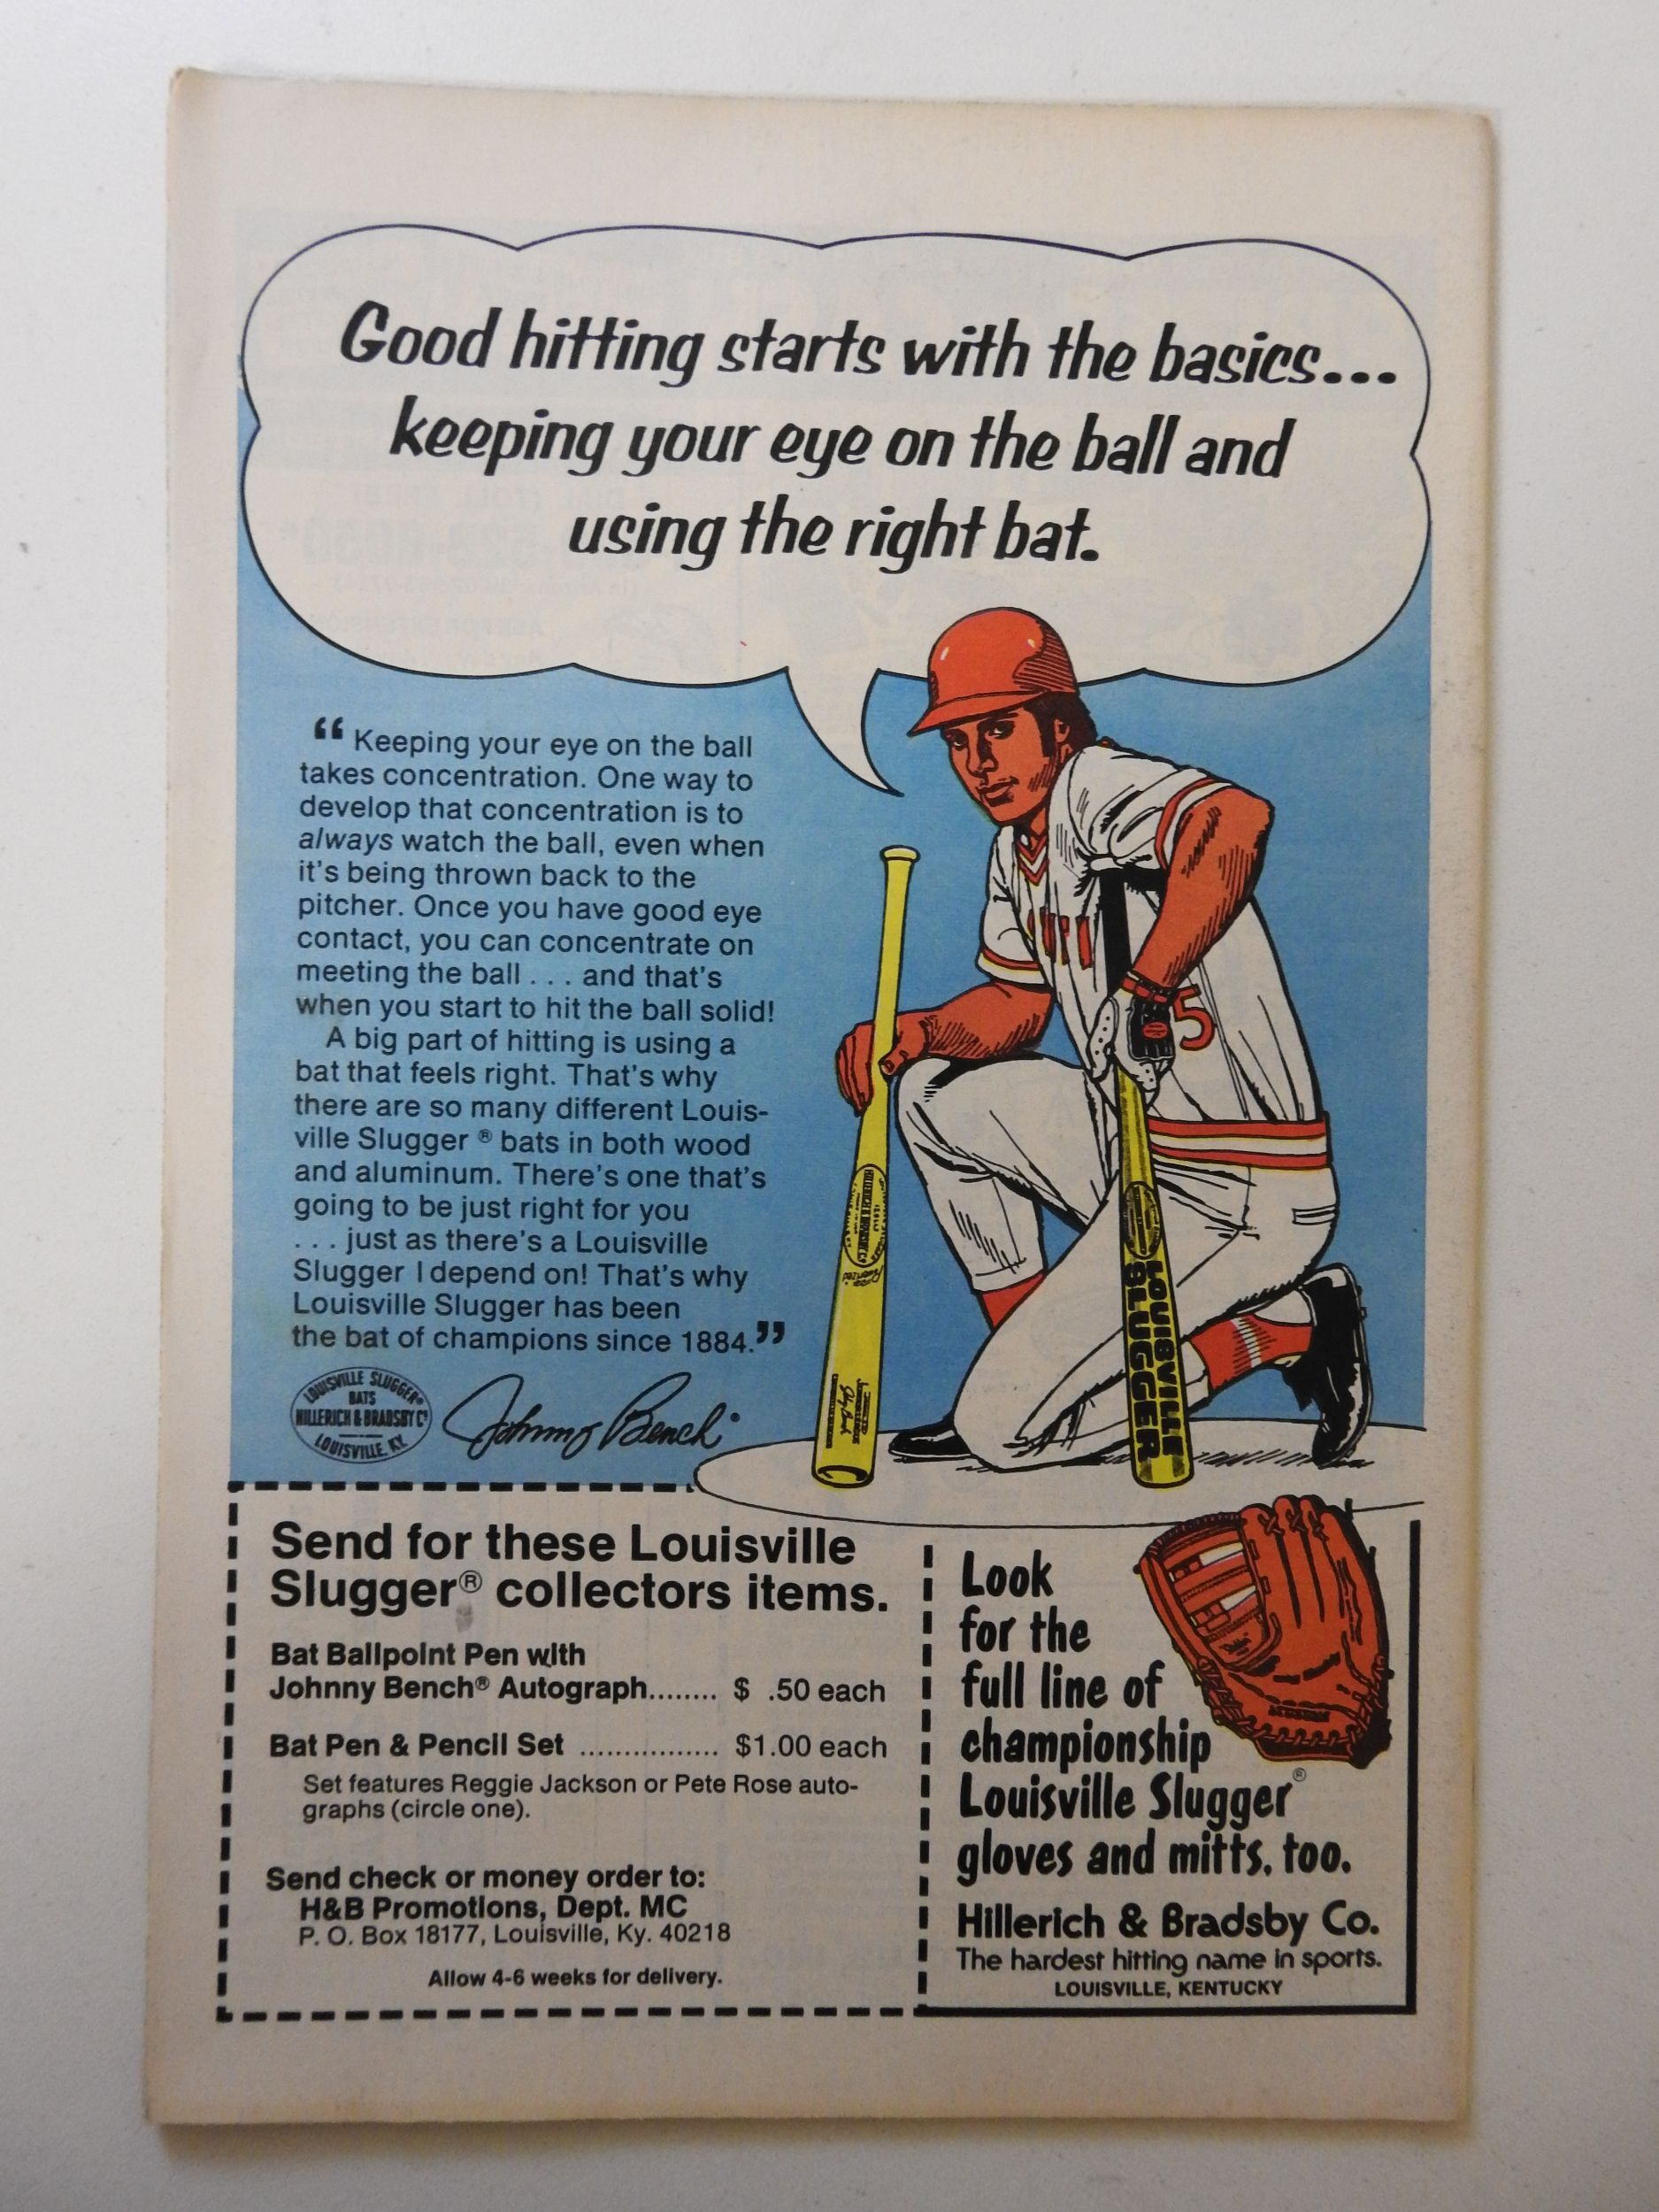 Good hitting starts with the basics...
keeping your eye on the ball and
using the right bat.
“Keeping your eye on the ball
takes concentration. One way to
develop that concentration is to
always watch the ball, even when
it's being thrown back to the
pitcher. Once you have good eye
contact, you can concentrate on
meeting the ball . . . and that's
when you start to hit the ball solid!
A big part of hitting is using a
bat that feels right. That's why
there are so many different Louis-
ville Slugger ® bats in both wood
and aluminum. There's one that's
going to be just right for you
. . . just as there's a Louisville
Slugger I depend on! That's why
Louisville Slugger has been
the bat of champions since 1884.”
LOUISVILLE SLUGGER®
BATS
HILLERICH & BRADSBY Co
LOUISVILLE, KY.
Johnny Bench
5
LOUISVILLE
SLUGGER
Send for these Louisville
Slugger® collectors items.
Bat Ballpoint Pen with
Johnny Bench® Autograph........ $ .50 each
Bat Pen & Pencil Set ................ $1.00 each
Set features Reggie Jackson or Pete Rose auto-
graphs (circle one).
Send check or money order to:
H&B Promotions, Dept. MC
P. O. Box 18177, Louisville, Ky. 40218
Allow 4-6 weeks for delivery.
Look
for the
full line of
championship
Louisville Slugger®
gloves and mitts, too.
Hillerich & Bradsby Co.
The hardest hitting name in sports.
LOUISVILLE, KENTUCKY